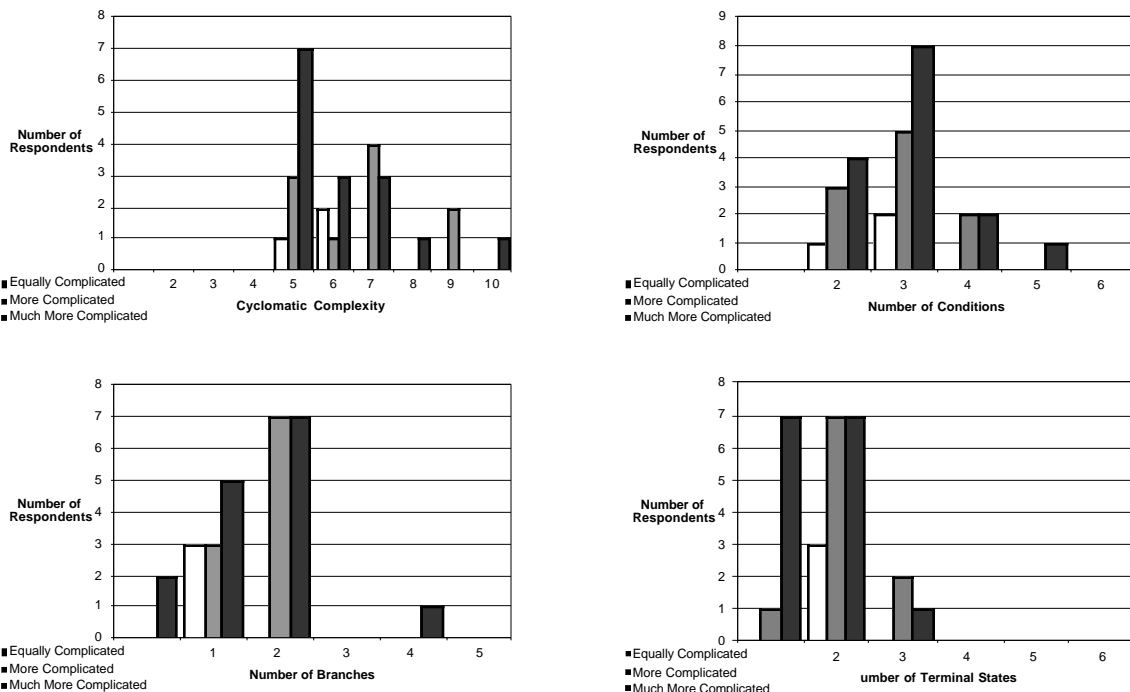 8
7
6
5
4
3
2
1
0
Number of
Respondents
2 3 4 5 6 7 8 9 10
Equally Complicated
More Complicated
Much More Complicated
Cyclomatic Complexity
9
8
7
6
5
4
3
2
1
0
Number of
Respondents
2 3 4 5 6
Equally Complicated
More Complicated
Much More Complicated
Number of Conditions
8
7
6
5
4
3
2
1
0
Number of
Respondents
1 2 3 4 5
Equally Complicated
More Complicated
Much More Complicated
Number of Branches
8
7
6
5
4
3
2
1
0
Number of
Respondents
2 3 4 5 6
Equally Complicated
More Complicated
Much More Complicated
umber of Terminal States